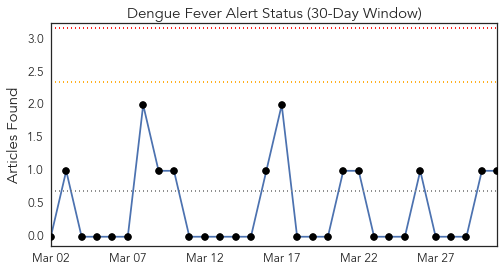 Dengue Fever Alert Status (30-Day Window)
Articles Found
3.0
2.5
2.0
1.5
1.0
0.5
0.0
Mar 02 Mar 07 Mar 12 Mar 17 Mar 22 Mar 27